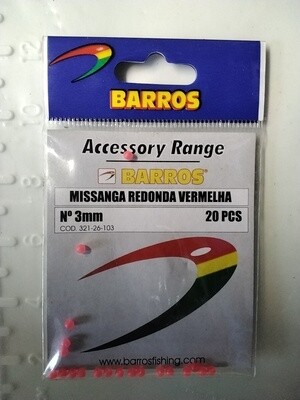 BARROS
Accessory Range
BARROS
MISSANGA REDONDA VERMELHA
Nº 3mm 20 PCS
COD. 321-26-103
www.barrosfishing.com